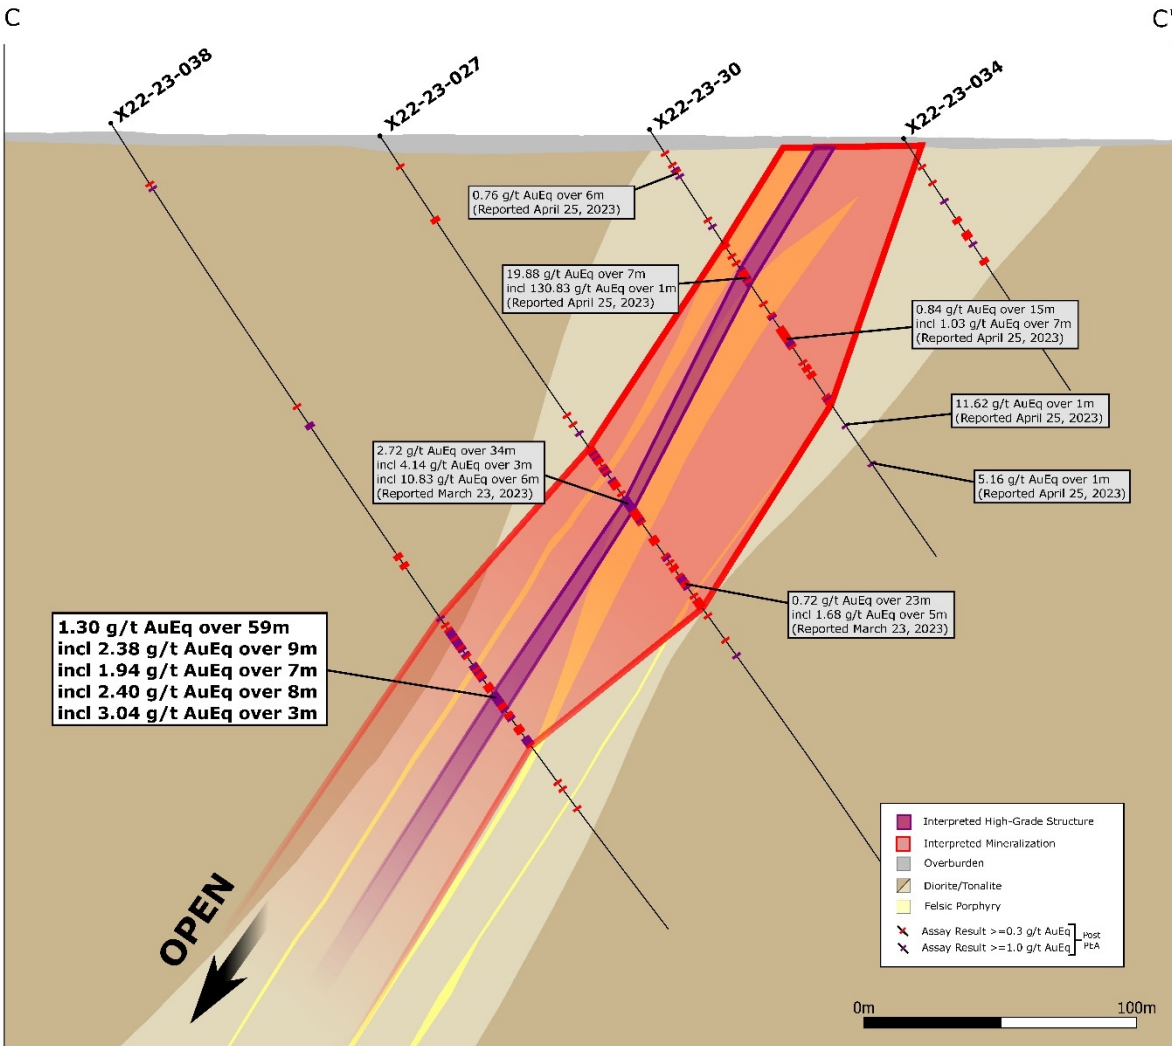 C
C'
X22-23-038
X22-23-027
X22-23-30
X22-23-034
0.76 g/t AuEq over 6m
(Reported April 25, 2023)
19.88 g/t AuEq over 7m
incl 130.83 g/t AuEq over 1m
(Reported April 25, 2023)
0.84 g/t AuEq over 15m
incl 1.03 g/t AuEq over 7m
(Reported April 25, 2023)
11.62 g/t AuEq over 1m
(Reported April 25, 2023)
2.72 g/t AuEq over 34m
incl 4.14 g/t AuEq over 3m
incl 10.83 g/t AuEq over 6m
(Reported March 23, 2023)
5.16 g/t AuEq over 1m
(Reported April 25, 2023)
0.72 g/t AuEq over 23m
incl 1.68 g/t AuEq over 5m
(Reported March 23, 2023)
1.30 g/t AuEq over 59m
incl 2.38 g/t AuEq over 9m
incl 1.94 g/t AuEq over 7m
incl 2.40 g/t AuEq over 8m
incl 3.04 g/t AuEq over 3m
OPEN
Interpreted High-Grade Structure
Interpreted Mineralization
Overburden
Diorite/Tonalite
Felsic Porphyry
Assay Result >=0.3 g/t AuEq
Assay Result >=1.0 g/t AuEq
Post
PEA
0m
100m